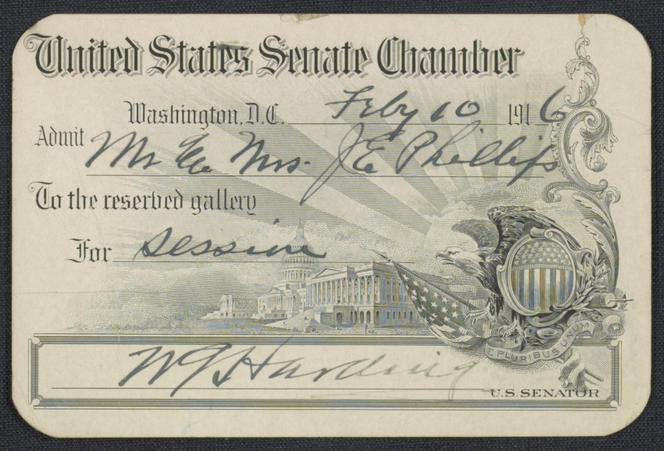 United States Senate Chamber
Washington, D.C. Feby 10 1916
Admit Mr & Mrs. J E Phillips
To the reserved gallery
For session
E PLURIBUS UNUM
W G Harding
U.S. SENATOR